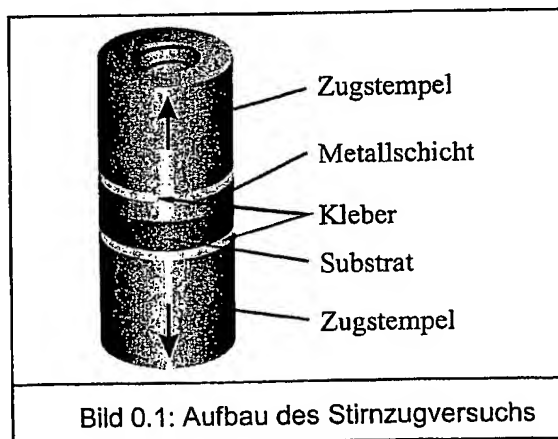 Zugstempel
Metallschicht
Kleber
Substrat
Zugstempel
Bild 0.1: Aufbau des Stirnzugversuchs